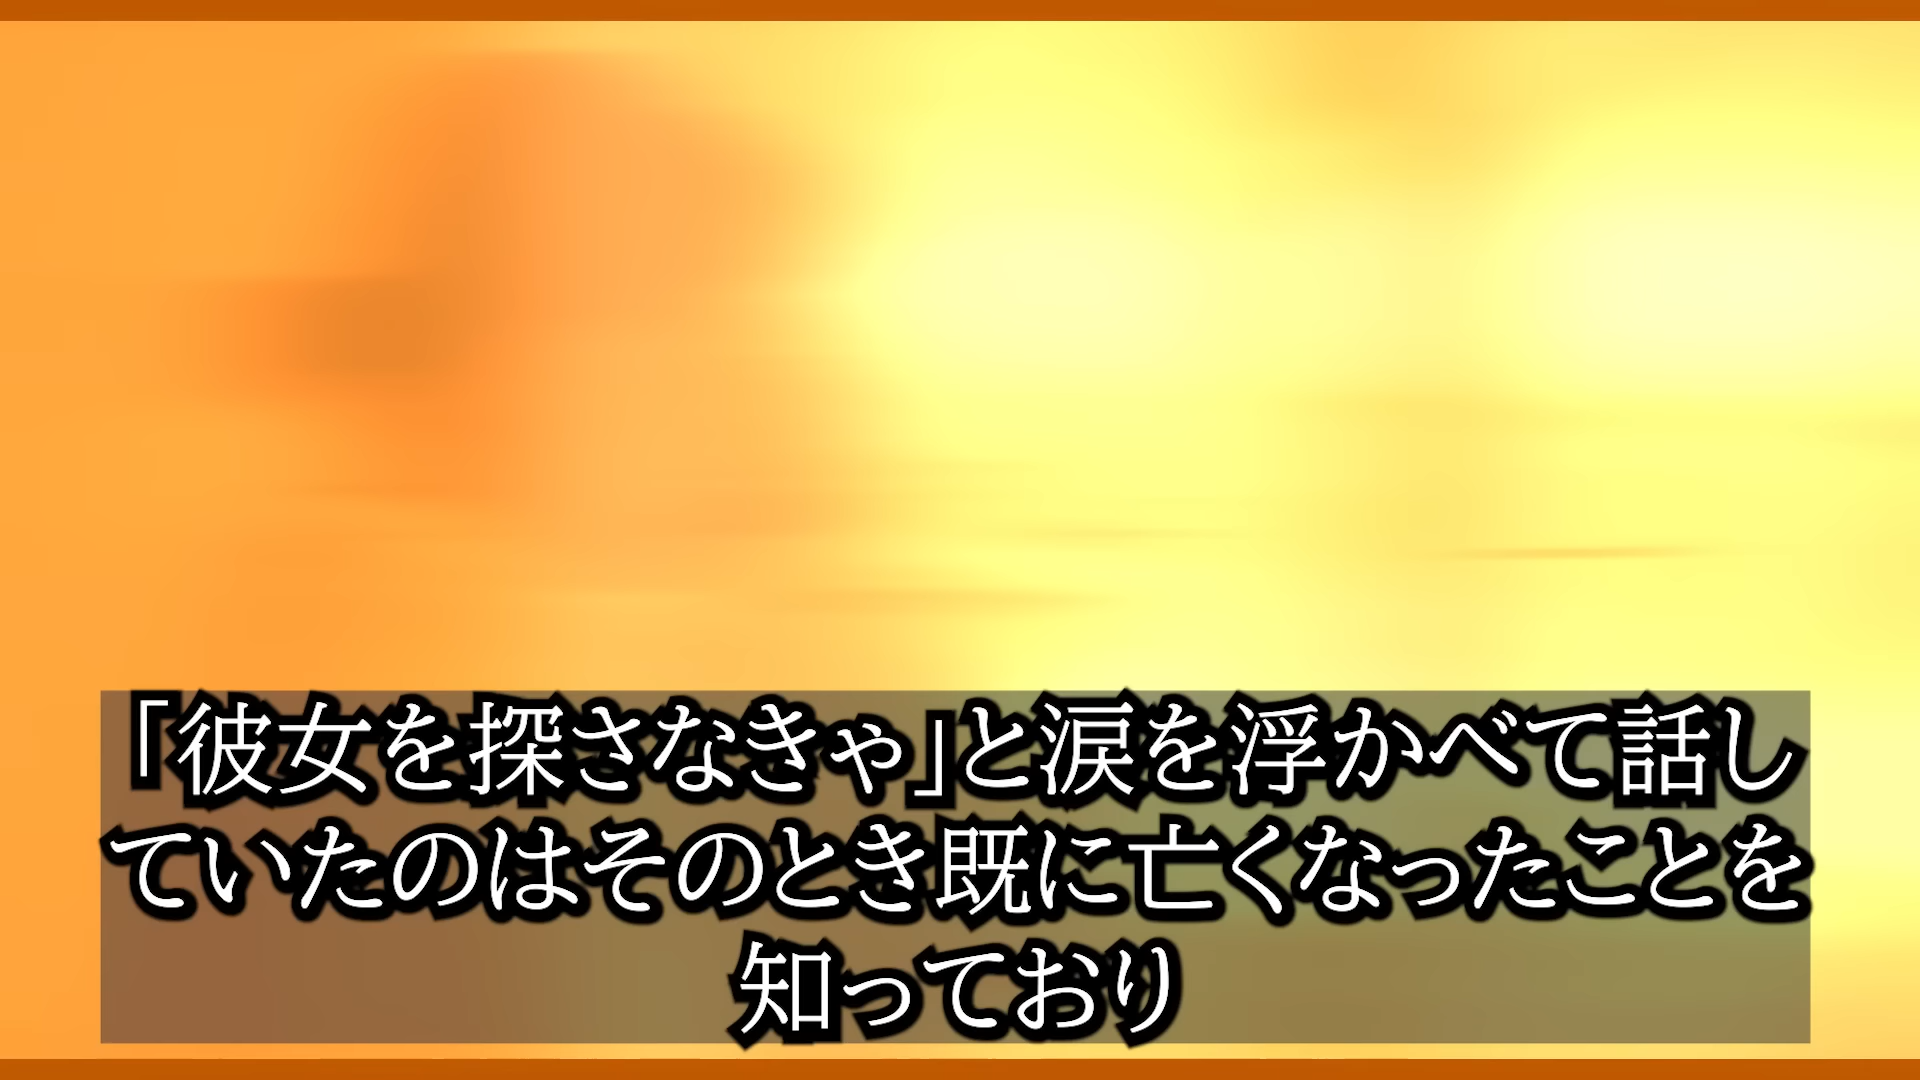 「彼女を探さなきゃ」と涙を浮かべて話し
ていたのはそのとき既に亡くなったことを
知っており